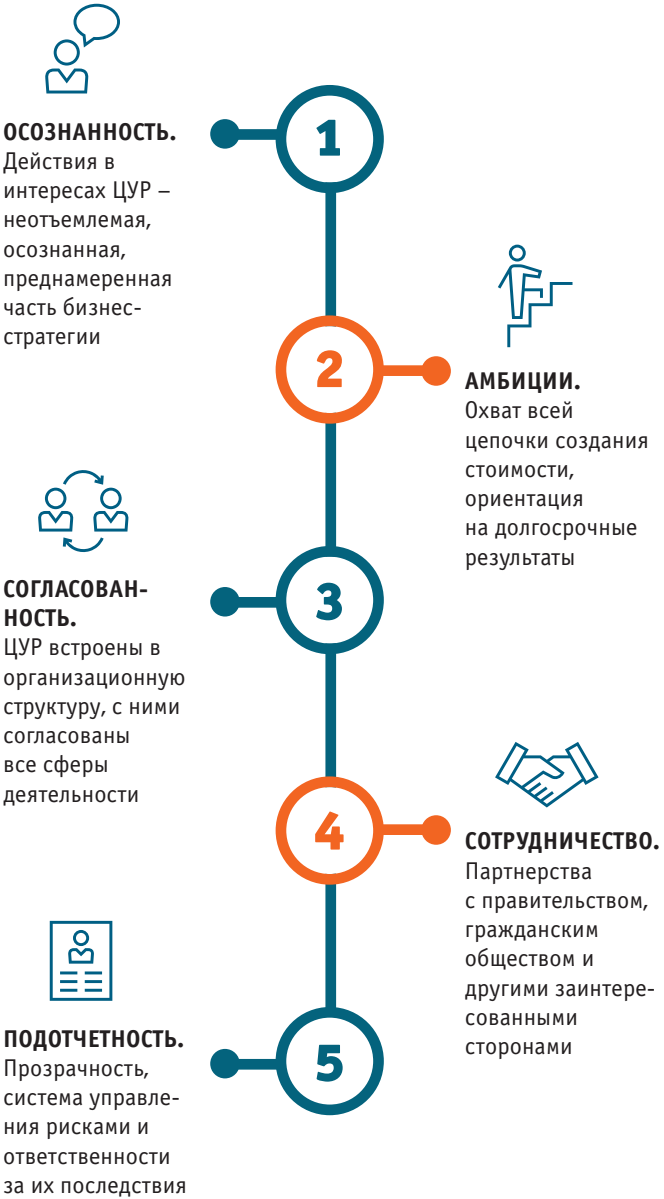 1
ОСОЗНАННОСТЬ.
Действия в
интересах ЦУР –
неотъемлемая,
осознанная,
преднамеренная
часть бизнес-
стратегии
2
АМБИЦИИ.
Охват всей
цепочки создания
стоимости,
ориентация
на долгосрочные
результаты
3
СОГЛАСОВАН-
НОСТЬ.
ЦУР встроены в
организационную
структуру, с ними
согласованы
все сферы
деятельности
4
СОТРУДНИЧЕСТВО.
Партнерства
с правительством,
гражданским
обществом и
другими заинтере-
сованными
сторонами
5
ПОДОТЧЕТНОСТЬ.
Прозрачность,
система управле-
ния рисками и
ответственности
за их последствия